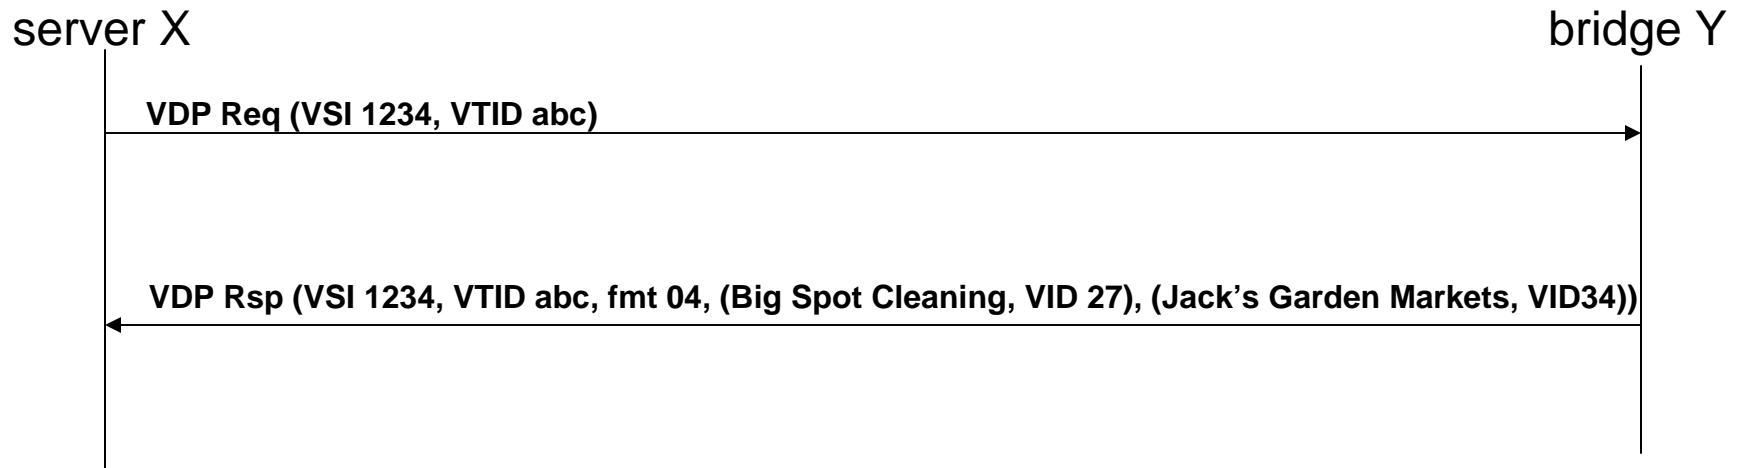 server X
bridge Y
VDP Req (VSI 1234, VTID abc)
VDP Rsp (VSI 1234, VTID abc, fmt 04, (Big Spot Cleaning, VID 27), (Jack’s Garden Markets, VID34))